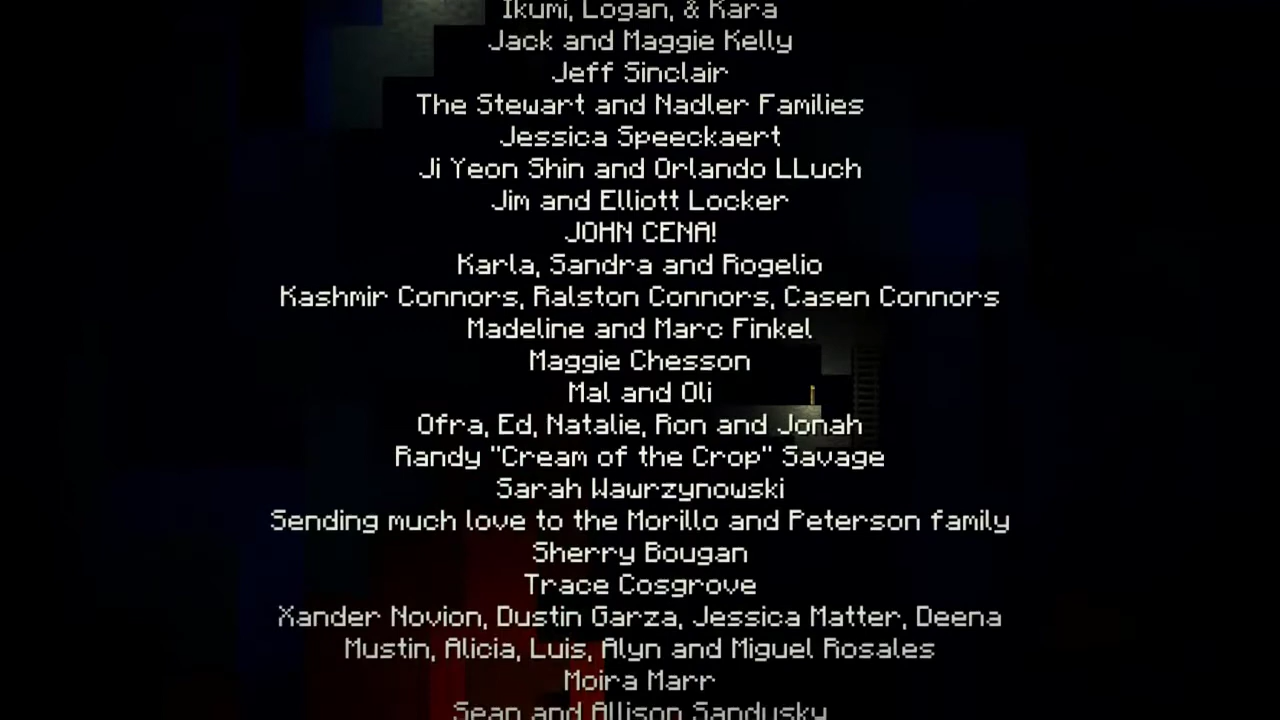 Ikumi, Logan, & Kara
Jack and Maggie Kelly
Jeff Sinclair
The Stewart and Nadler Families
Jessica Speeckaert
Ji Yeon Shin and Orlando LLuch
Jim and Elliott Locker
JOHN CENA!
Karla, Sandra and Rogelio
Kashmir Connors, Ralston Connors, Casen Connors
Madeline and Marc Finkel
Maggie Chesson
Mal and Oli
Ofra, Ed, Natalie, Ron and Jonah
Randy "Cream of the Crop" Savage
Sarah Wawrzynowski
Sending much love to the Morillo and Peterson family
Sherry Bougan
Trace Cosgrove
Xander Novion, Dustin Garza, Jessica Matter, Deena
Mustin, Alicia, Luis, Alyn and Miguel Rosales
Moira Marr
Sean and Allison Sandusky